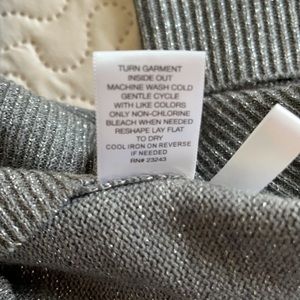 TURN GARMENT
INSIDE OUT
MACHINE WASH COLD
GENTLE CYCLE
WITH LIKE COLORS
ONLY NON-CHLORINE
BLEACH WHEN NEEDED
RESHAPE LAY FLAT
TO DRY
COOL IRON ON REVERSE
IF NEEDED
RN# 23243